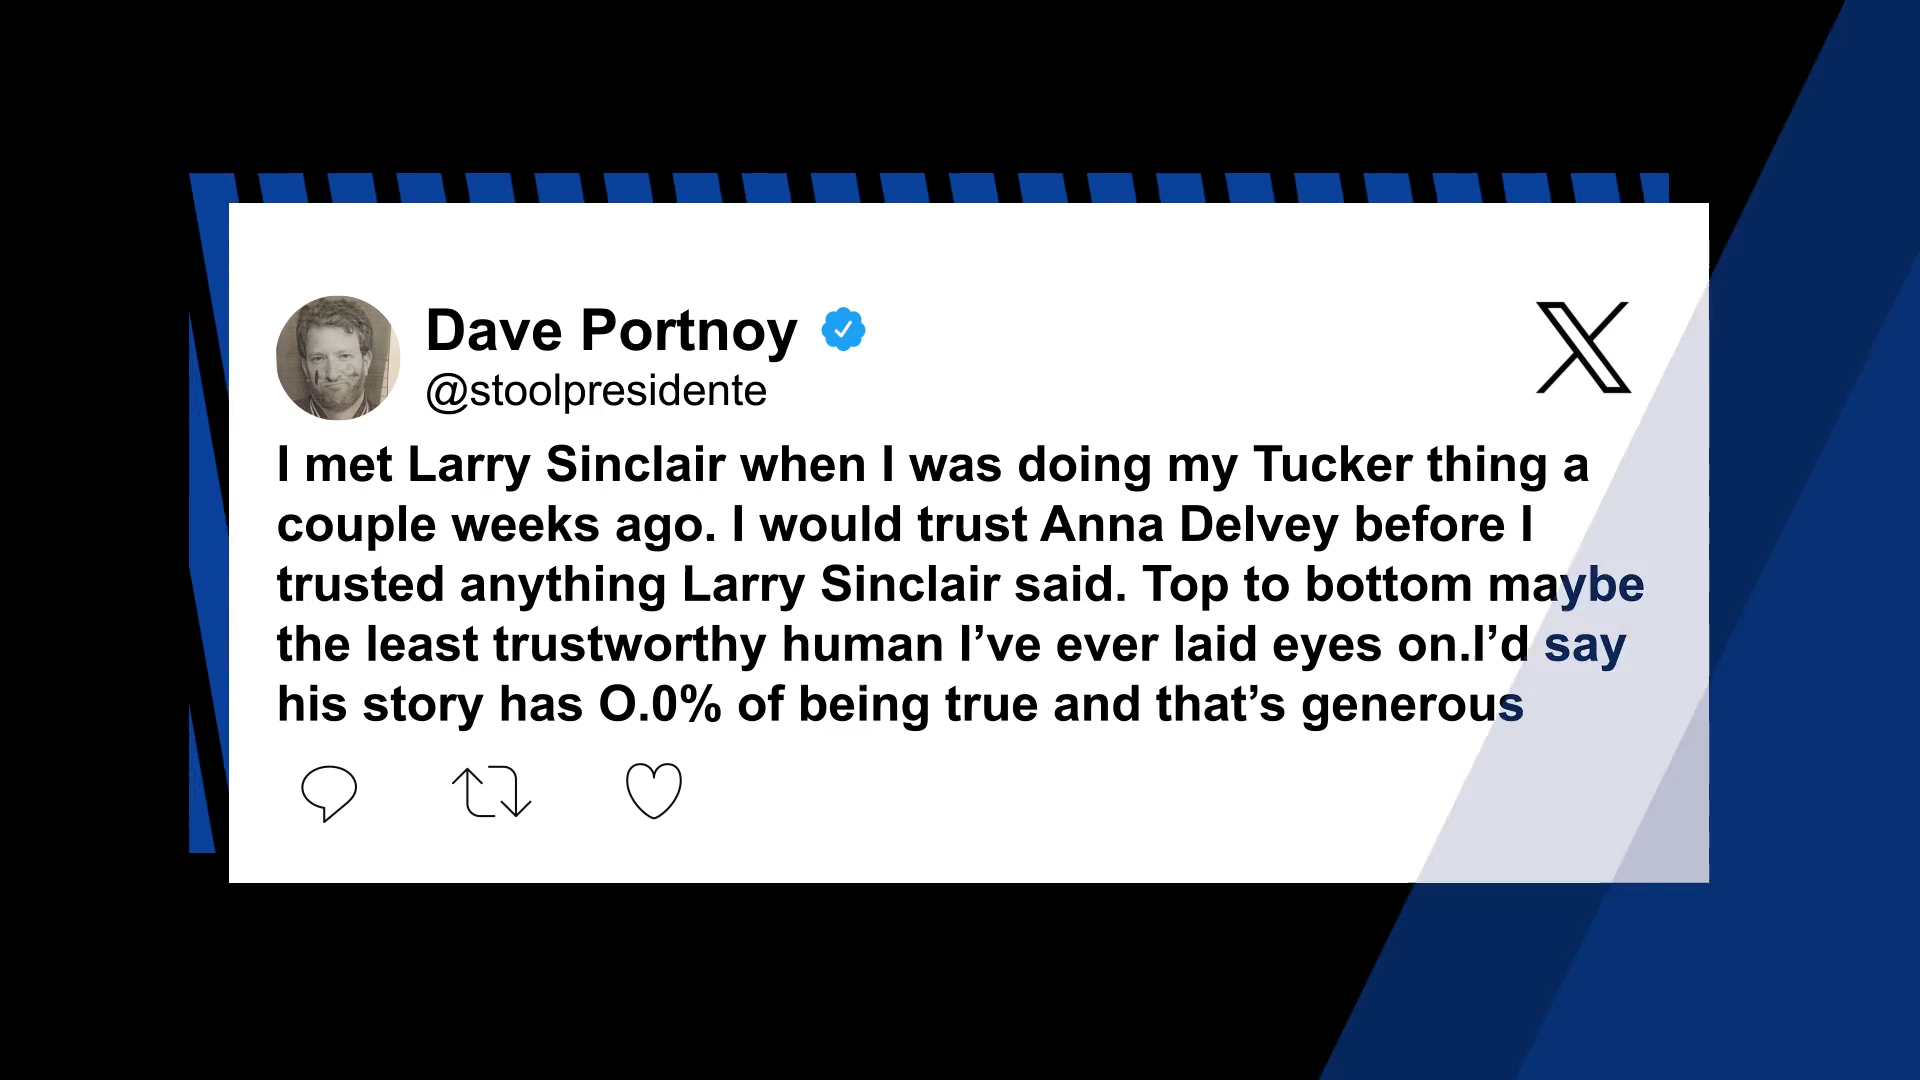 Dave Portnoy
@stoolpresidente
I met Larry Sinclair when I was doing my Tucker thing a
couple weeks ago. I would trust Anna Delvey before I
trusted anything Larry Sinclair said. Top to bottom maybe
the least trustworthy human I’ve ever laid eyes on.I’d say
his story has O.0% of being true and that’s generous